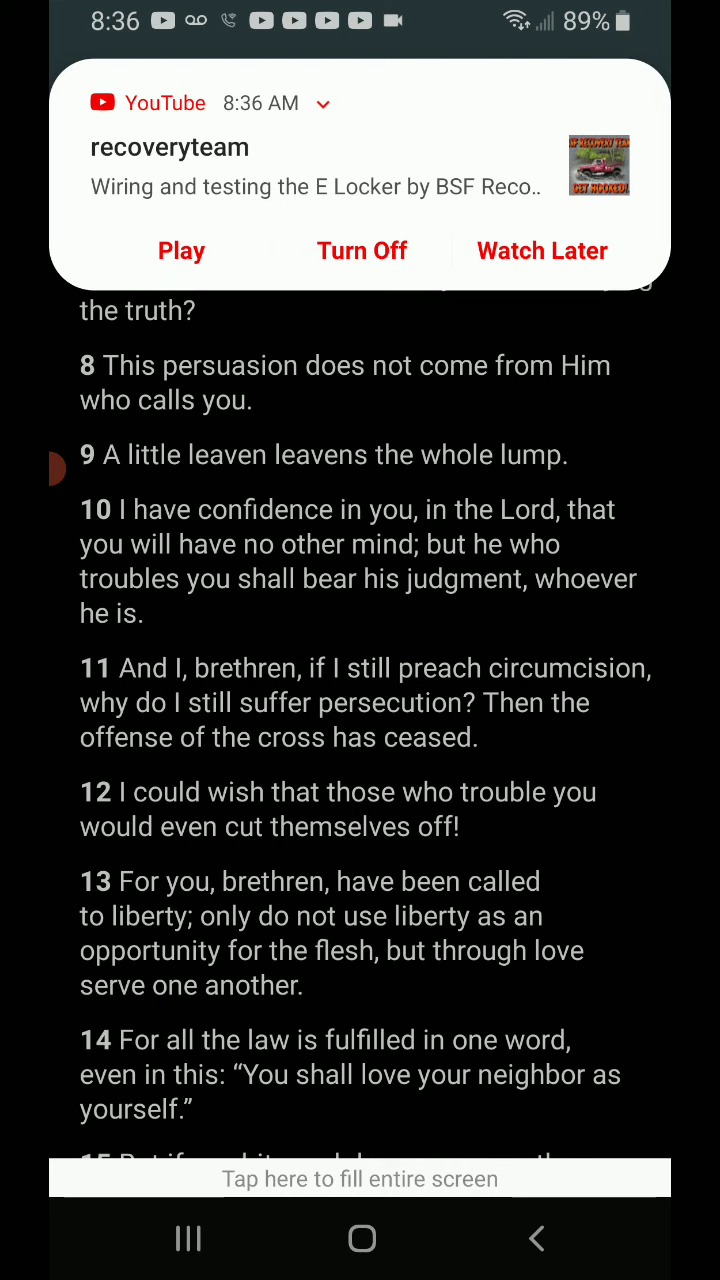 8:36
89%
YouTube 8:36 AM
recoveryteam
Wiring and testing the E Locker by BSF Reco..
Play Turn Off Watch Later
the truth?
8 This persuasion does not come from Him
who calls you.
9 A little leaven leavens the whole lump.
10 I have confidence in you, in the Lord, that
you will have no other mind; but he who
troubles you shall bear his judgment, whoever
he is.
11 And I, brethren, if I still preach circumcision,
why do I still suffer persecution? Then the
offense of the cross has ceased.
12 I could wish that those who trouble you
would even cut themselves off!
13 For you, brethren, have been called
to liberty; only do not use liberty as an
opportunity for the flesh, but through love
serve one another.
14 For all the law is fulfilled in one word,
even in this: “You shall love your neighbor as
yourself.”
Tap here to fill entire screen